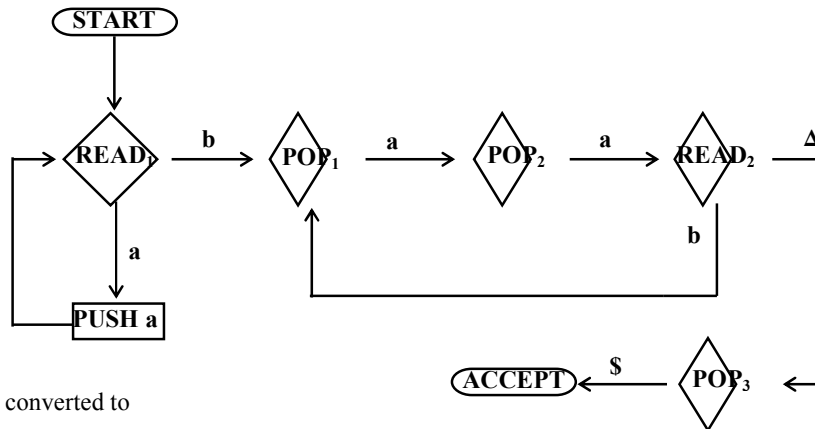 START
READ₁ b POP₁ a POP₂ a READ₂ Δ
a b
PUSH a
ACCEPT $ POP₃
converted to